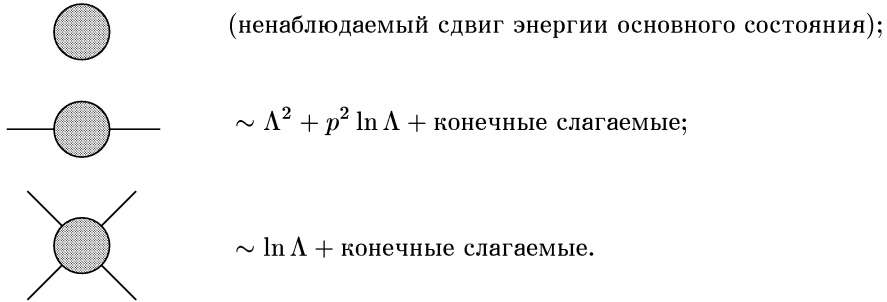 (ненаблюдаемый сдвиг энергии основного состояния);
∼ Λ² + p² ln Λ + конечные слагаемые;
∼ ln Λ + конечные слагаемые.